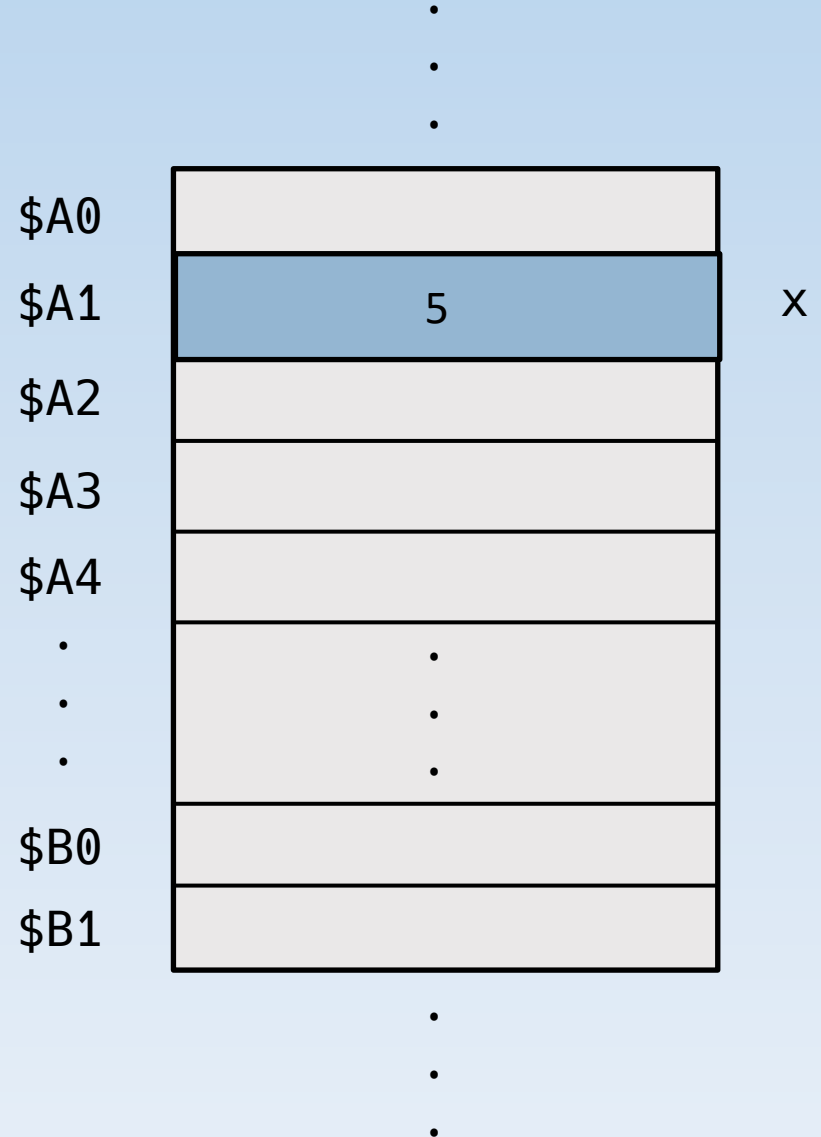 .
.
.
$A0
$A1 5 x
$A2
$A3
$A4
. .
. .
. .
$B0
$B1
.
.
.